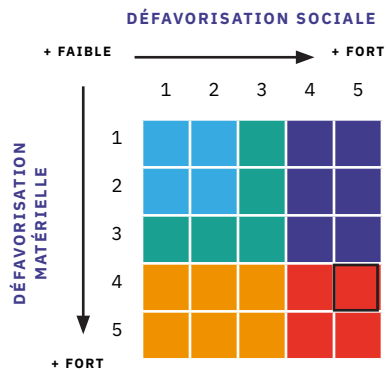 DÉFAVORISATION SOCIALE
+ FAIBLE + FORT
1 2 3 4 5
DÉFAVORISATION
MATÉRIELLE
1
2
3
4
5
+ FORT